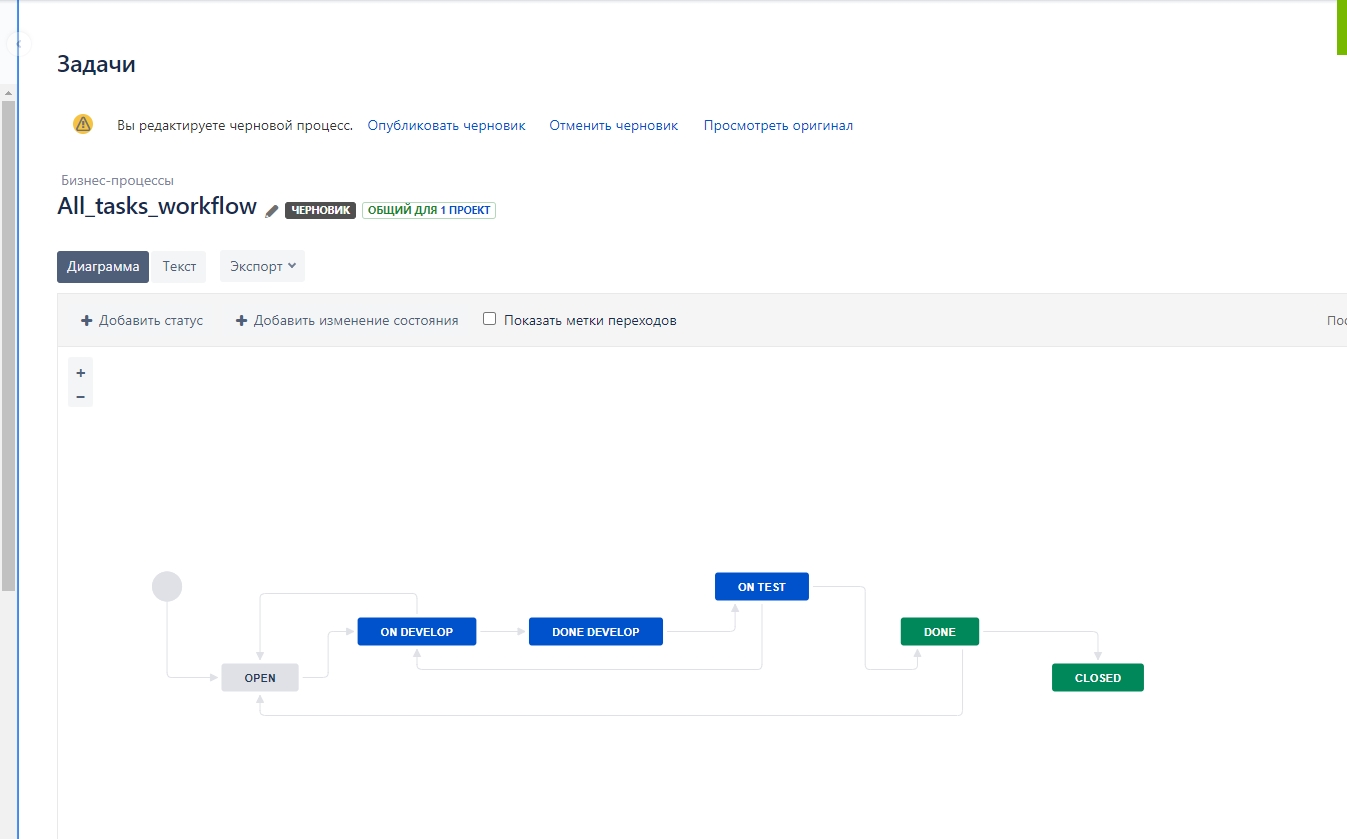 Задачи
Вы редактируете черновой процесс. Опубликовать черновик Отменить черновик Просмотреть оригинал
Бизнес-процессы
All_tasks_workflow ЧЕРНОВИК ОБЩИЙ ДЛЯ 1 ПРОЕКТ
Диаграмма Текст Экспорт
+ Добавить статус + Добавить изменение состояния Показать метки переходов
+
−
ON TEST
ON DEVELOP DONE DEVELOP DONE
OPEN CLOSED